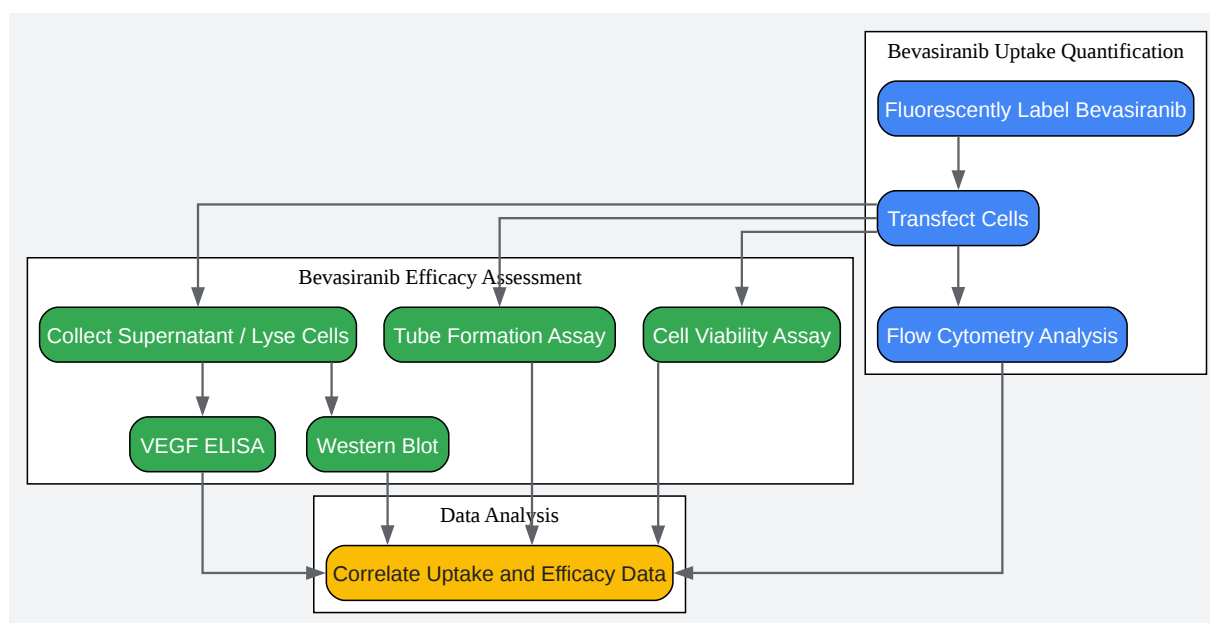 Bevasiranib Uptake Quantification
Fluorescently Label Bevasiranib
Transfect Cells
Bevasiranib Efficacy Assessment
Collect Supernatant / Lyse Cells
Tube Formation Assay
Cell Viability Assay
Flow Cytometry Analysis
VEGF ELISA
Western Blot
Data Analysis
Correlate Uptake and Efficacy Data